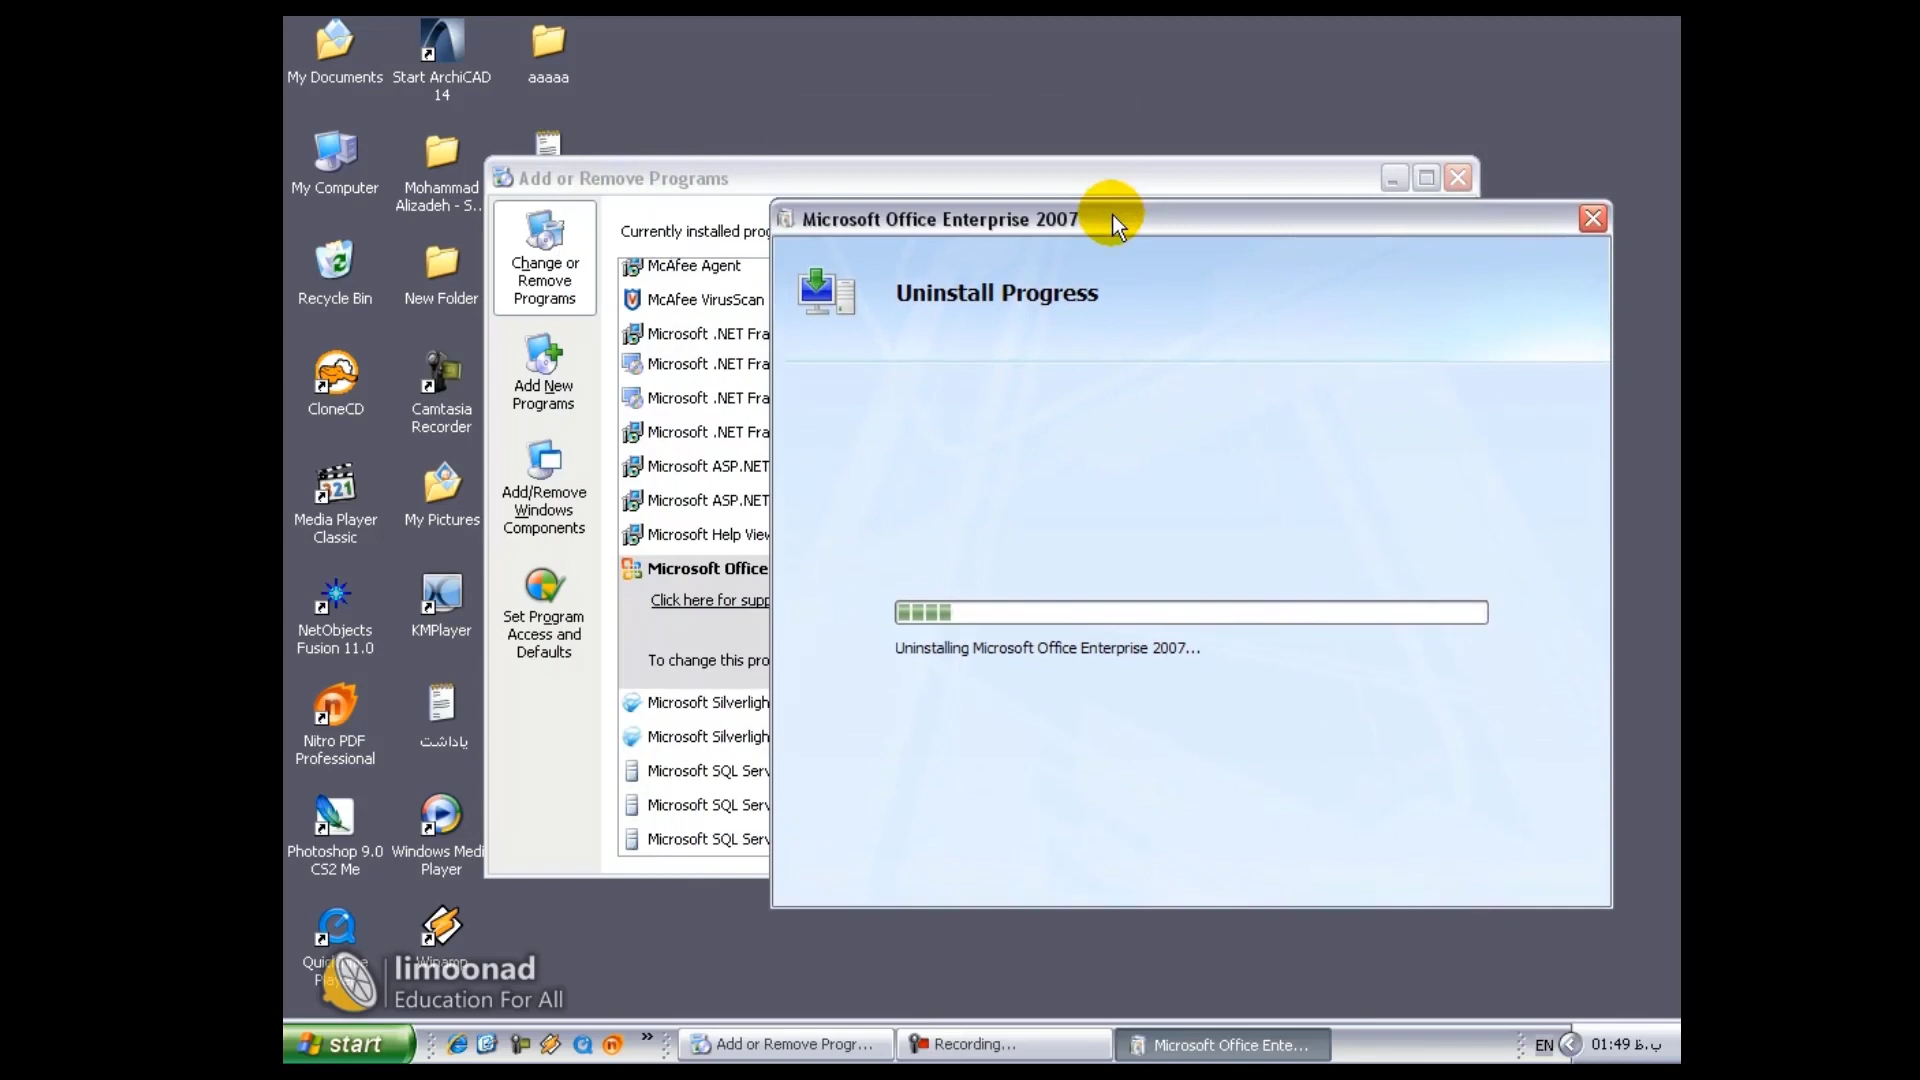 My Documents
Start ArchiCAD
14
aaaaa
My Computer
Mohammad
Alizadeh - S...
Recycle Bin
New Folder
CloneCD
Camtasia
Recorder
Media Player
Classic
My Pictures
NetObjects
Fusion 11.0
KMPlayer
Nitro PDF
Professional
ياداشت
Photoshop 9.0
CS2 Me
Windows Medi
Player
Winamp
Add or Remove Programs
Change or
Remove
Programs
Add New
Programs
Add/Remove
Windows
Components
Set Program
Access and
Defaults
Currently installed prog
McAfee Agent
McAfee VirusScan
Microsoft .NET Fra
Microsoft .NET Fra
Microsoft .NET Fra
Microsoft .NET Fra
Microsoft ASP.NET
Microsoft ASP.NET
Microsoft Help View
Microsoft Office
Click here for supp
To change this pro
Microsoft Silverligh
Microsoft Silverligh
Microsoft SQL Serv
Microsoft SQL Serv
Microsoft SQL Serv
Microsoft Office Enterprise 2007
Uninstall Progress
Uninstalling Microsoft Office Enterprise 2007...
limoonad
Education For All
start
Add or Remove Progr...
Recording...
Microsoft Office Ente...
EN
01:49 ب.ظ